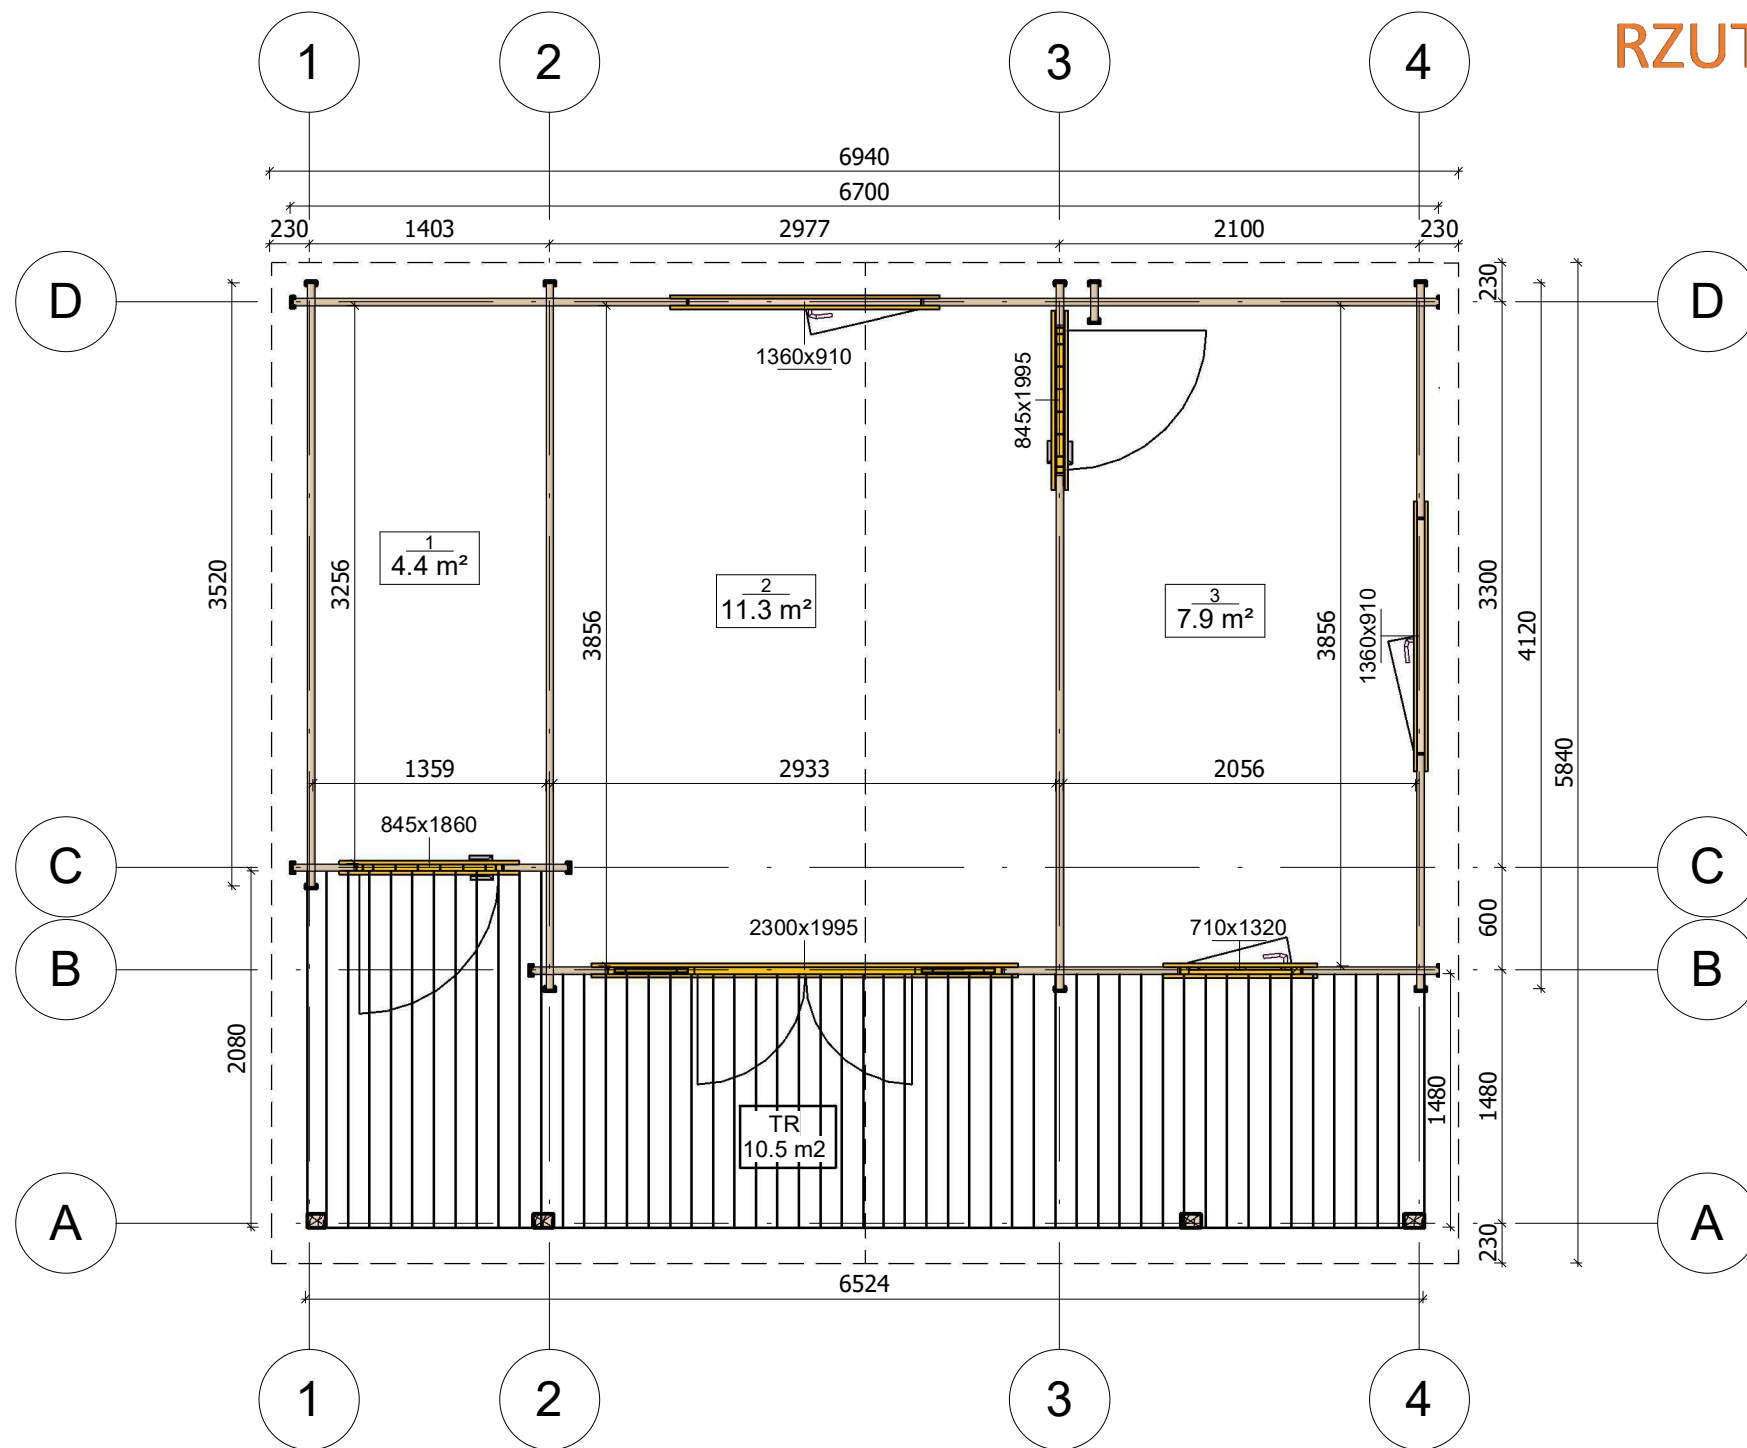 RZUT
1 2 3 4
6940
6700
230 1403 2977 2100 230
D D
230
1360x910
845x1995
1
4.4 m²
2
11.3 m²
3
7.9 m²
3520
3256
3856
3856
1360x910
3300
4120
5840
1359 2933 2056
845x1860
C C
600
2300x1995
710x1320
B B
2080
1480
1480
TR
10.5 m2
A A
230
6524
1 2 3 4